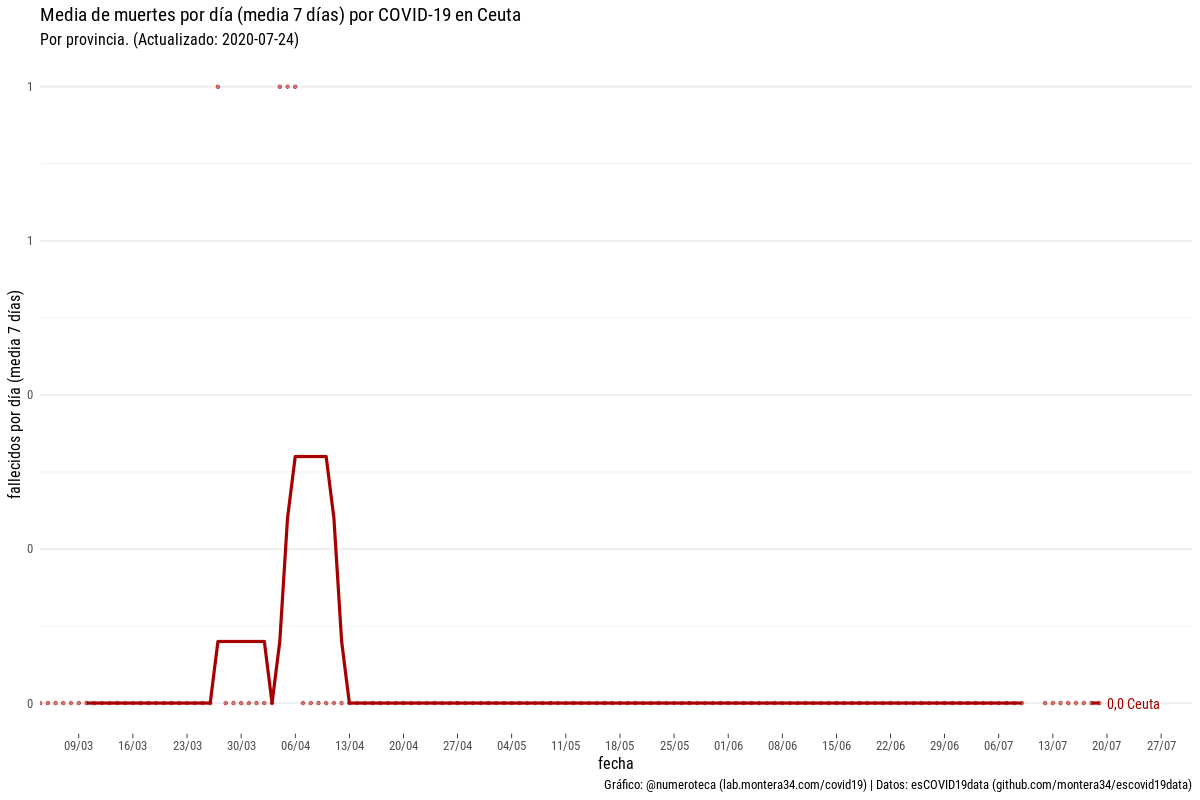 Media de muertes por día (media 7 días) por COVID-19 en Ceuta
Por provincia. (Actualizado: 2020-07-24)
fallecidos por día (media 7 días)
1
1
0
0
0
0,0 Ceuta
09/03 16/03 23/03 30/03 06/04 13/04 20/04 27/04 04/05 11/05 18/05 25/05 01/06 08/06 15/06 22/06 29/06 06/07 13/07 20/07 27/07
fecha
Gráfico: @numeroteca (lab.montera34.com/covid19) | Datos: esCOVID19data (github.com/montera34/escovid19data)